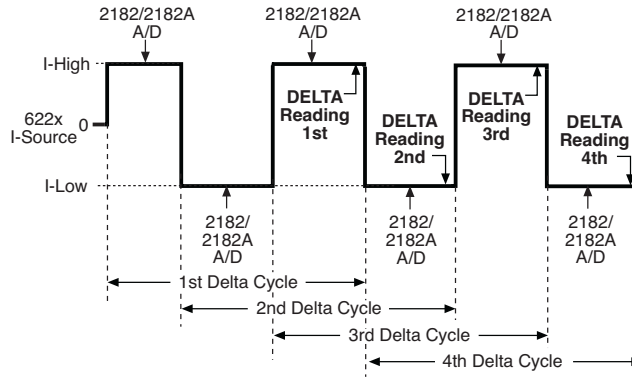 2182/2182A
A/D
2182/2182A
A/D
2182/2182A
A/D
I-High
DELTA
Reading
1st
DELTA
Reading
2nd
DELTA
Reading
3rd
DELTA
Reading
4th
622x
I-Source
0
I-Low
2182/
2182A
A/D
2182/
2182A
A/D
2182/
2182A
A/D
1st Delta Cycle
2nd Delta Cycle
3rd Delta Cycle
4th Delta Cycle